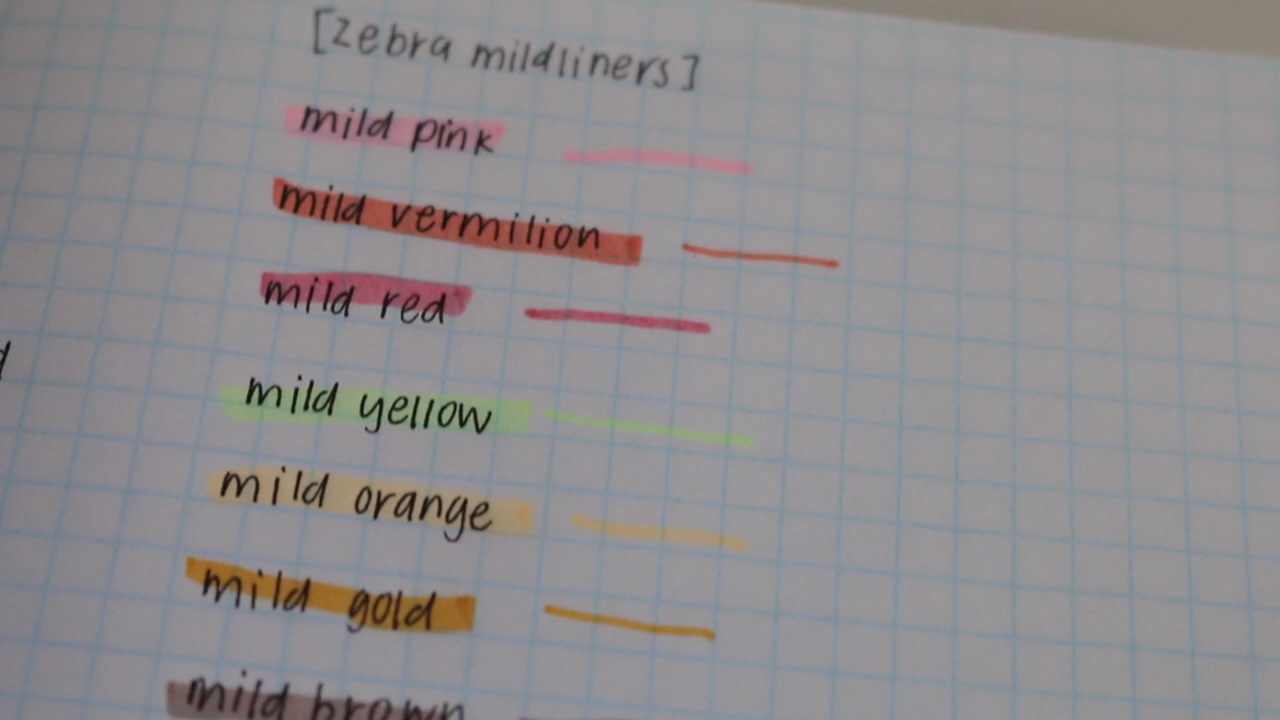 [zebra mildliners]
mild pink
mild vermilion
mild red
mild yellow
mild orange
mild gold
mild brown